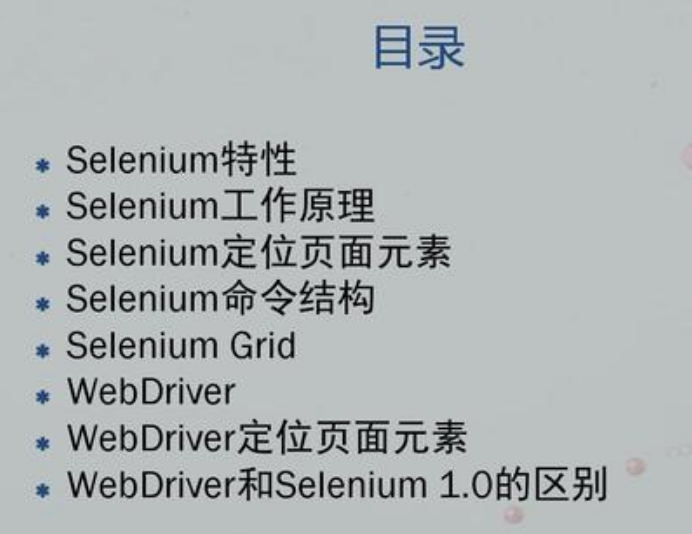 目录
Selenium特性
Selenium工作原理
Selenium定位页面元素
Selenium命令结构
Selenium Grid
WebDriver
WebDriver定位页面元素
WebDriver和Selenium 1.0的区别